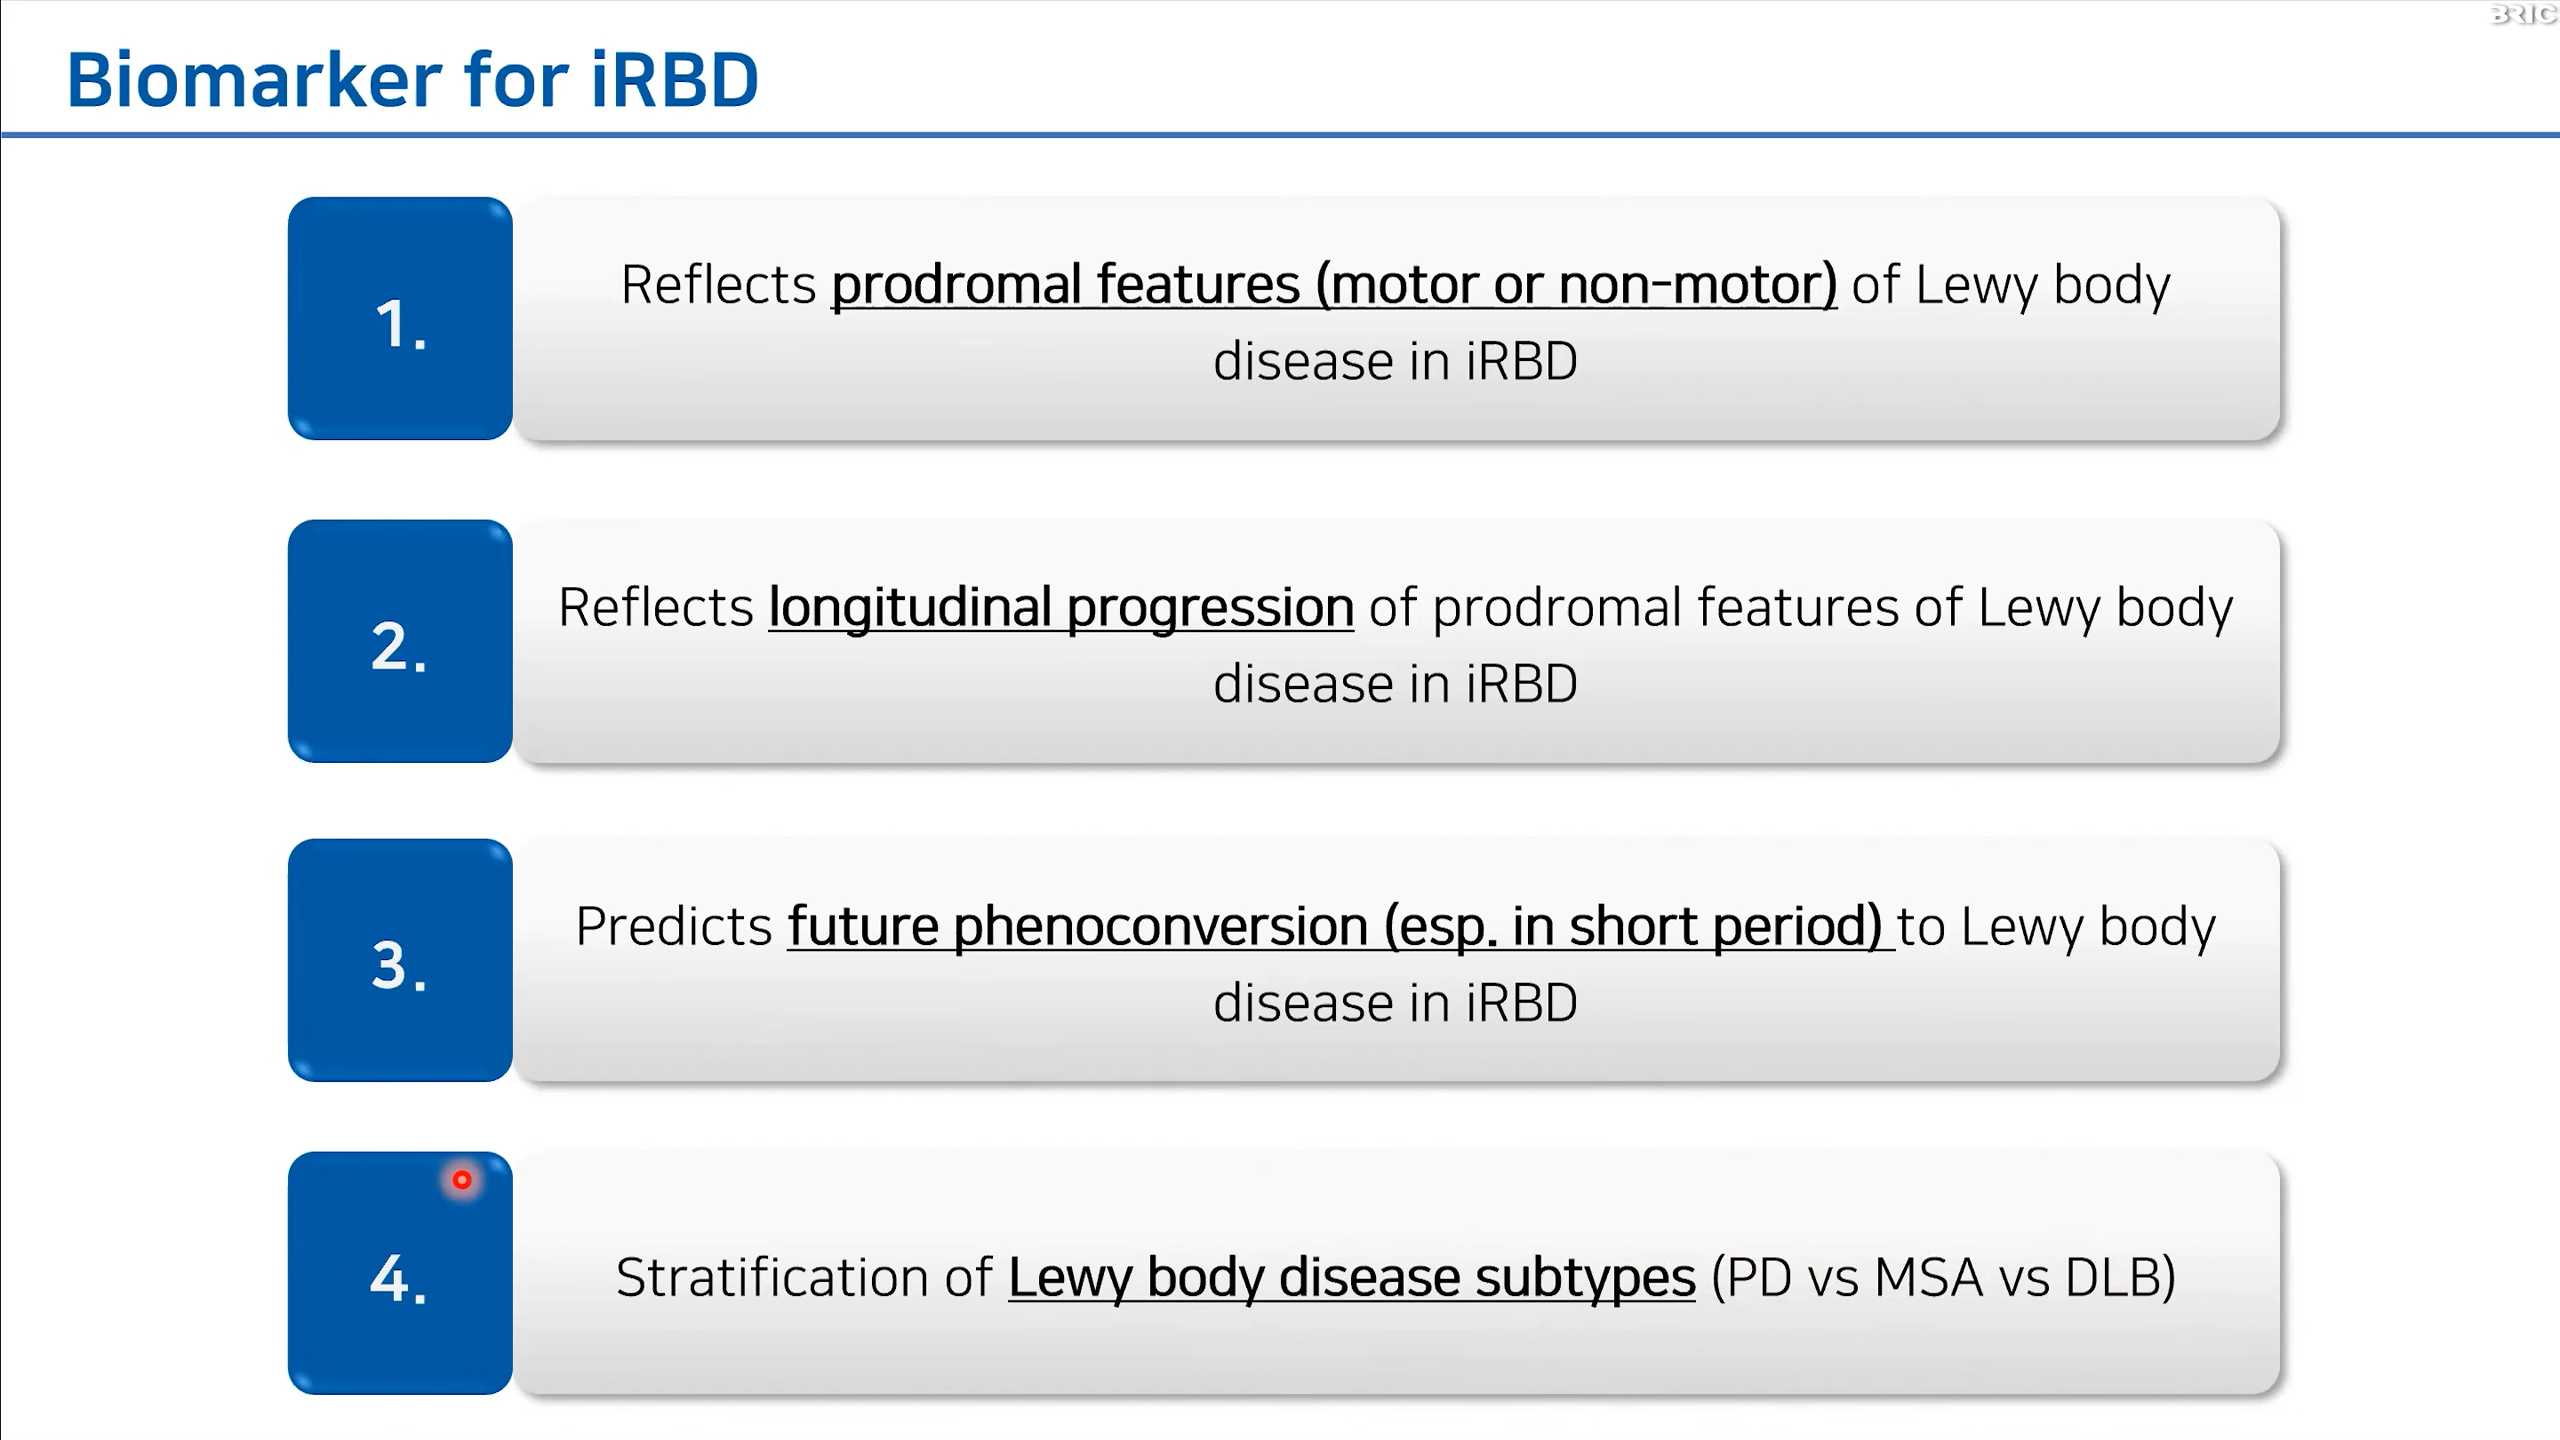 BRIC
Biomarker for iRBD
1.
Reflects prodromal features (motor or non-motor) of Lewy body
disease in iRBD
2.
Reflects longitudinal progression of prodromal features of Lewy body
disease in iRBD
3.
Predicts future phenoconversion (esp. in short period) to Lewy body
disease in iRBD
4.
Stratification of Lewy body disease subtypes (PD vs MSA vs DLB)